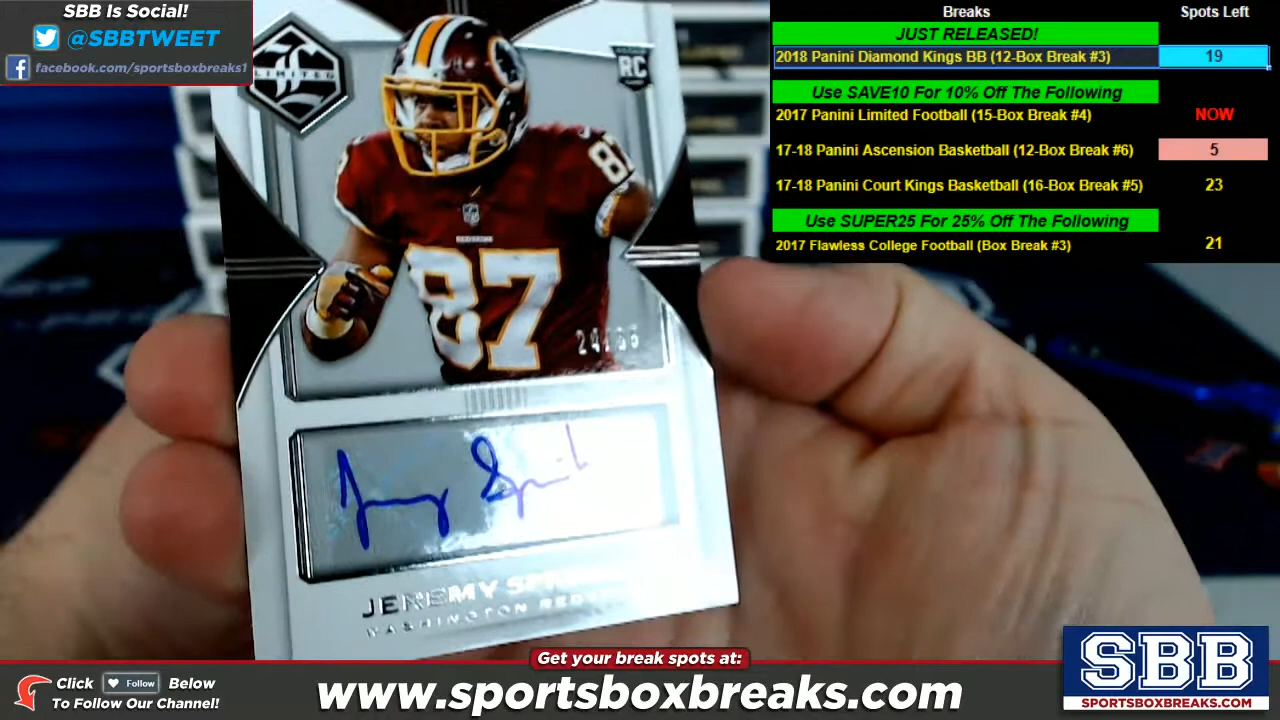 SBB Is Social!
@SBBTWEET
facebook.com/sportsboxbreaks1
Breaks Spots Left
JUST RELEASED!
2018 Panini Diamond Kings BB (12-Box Break #3) 19
Use SAVE10 For 10% Off The Following
2017 Panini Limited Football (15-Box Break #4) NOW
17-18 Panini Ascension Basketball (12-Box Break #6) 5
17-18 Panini Court Kings Basketball (16-Box Break #5) 23
Use SUPER25 For 25% Off The Following
2017 Flawless College Football (Box Break #3) 21
LIMITED
RC
87
87
JEREMY
WASHINGTON
Get your break spots at:
Click Follow Below
To Follow Our Channel!
www.sportsboxbreaks.com
SBB
SPORTSBOXBREAKS.COM